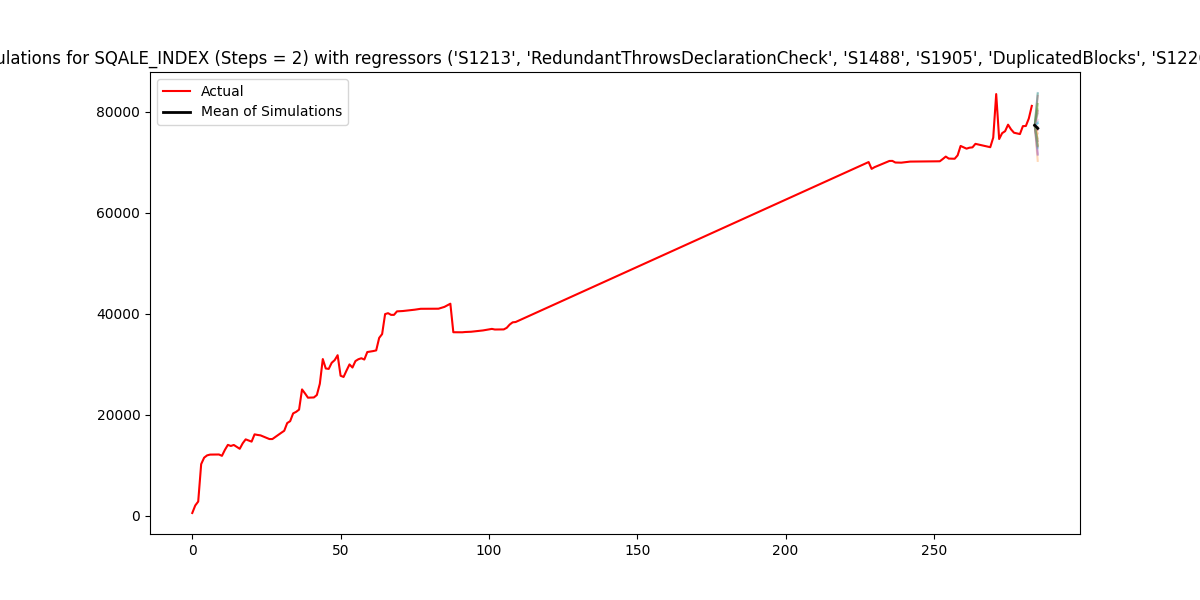 ulations for SQALE_INDEX (Steps = 2) with regressors ('S1213', 'RedundantThrowsDeclarationCheck', 'S1488', 'S1905', 'DuplicatedBlocks', 'S1226
Actual
Mean of Simulations
80000
60000
40000
20000
0
0 50 100 150 200 250